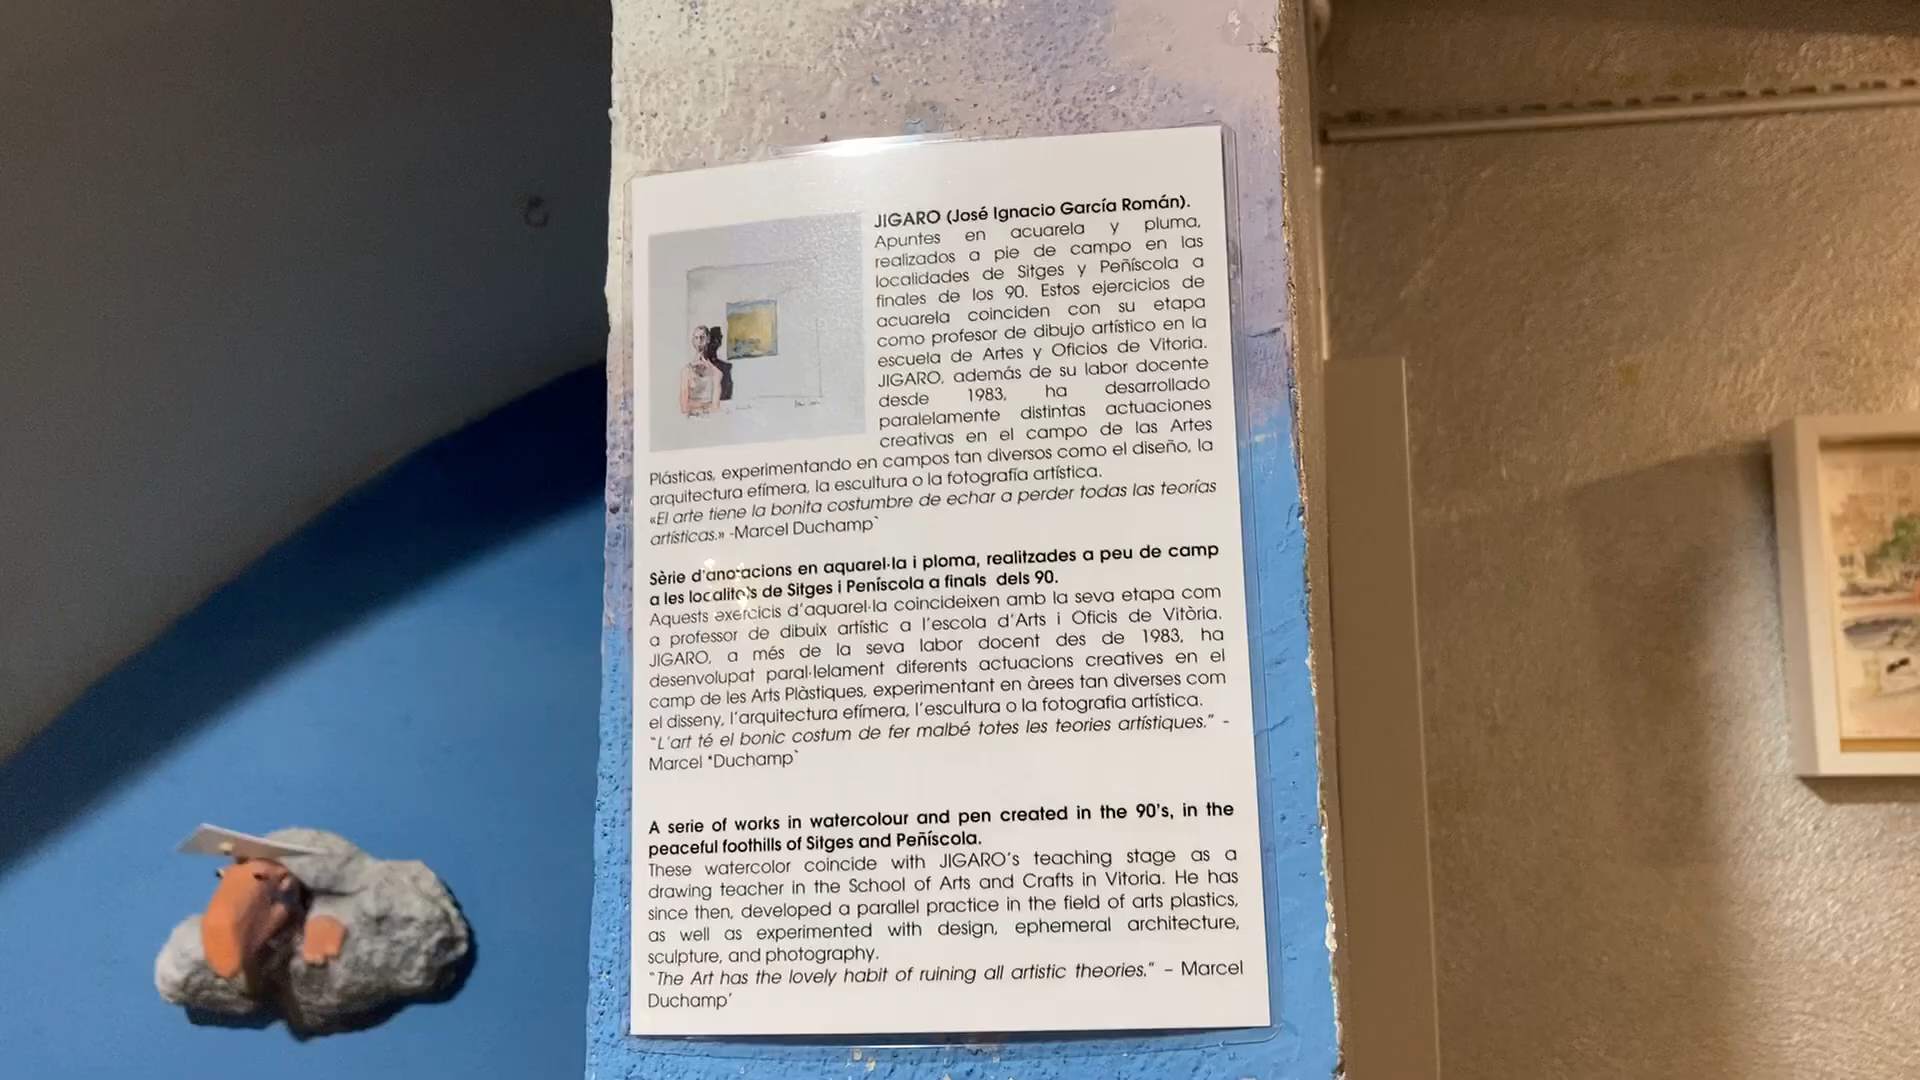 JIGARO (José Ignacio García Román).
Apuntes en acuarela y pluma,
realizados a pie de campo en las
localidades de Sitges y Peñíscola a
finales de los 90. Estos ejercicios de
acuarela coinciden con su etapa
como profesor de dibujo artístico en la
escuela de Artes y Oficios de Vitoria.
JIGARO, además de su labor docente
desde 1983, ha desarrollado
paralelamente distintas actuaciones
creativas en el campo de las Artes
Plásticas, experimentando en campos tan diversos como el diseño, la
arquitectura efímera, la escultura o la fotografía artística.
«El arte tiene la bonita costumbre de echar a perder todas las teorías
artísticas.» -Marcel Duchamp`
Sèrie d'anotacions en aquarel·la i ploma, realitzades a peu de camp
a les localitats de Sitges i Peníscola a finals dels 90.
Aquests exercicis d'aquarel·la coincideixen amb la seva etapa com
a professor de dibuix artístic a l'escola d'Arts i Oficis de Vitòria.
JIGARO, a més de la seva labor docent des de 1983, ha
desenvolupat paral·lelament diferents actuacions creatives en el
camp de les Arts Plàstiques, experimentant en àrees tan diverses com
el disseny, l'arquitectura efímera, l'escultura o la fotografia artística.
"L'art té el bonic costum de fer malbé totes les teories artístiques." -
Marcel *Duchamp`
A serie of works in watercolour and pen created in the 90's, in the
peaceful foothills of Sitges and Peñíscola.
These watercolor coincide with JIGARO's teaching stage as a
drawing teacher in the School of Arts and Crafts in Vitoria. He has
since then, developed a parallel practice in the field of arts plastics,
as well as experimented with design, ephemeral architecture,
sculpture, and photography.
"The Art has the lovely habit of ruining all artistic theories." – Marcel
Duchamp'